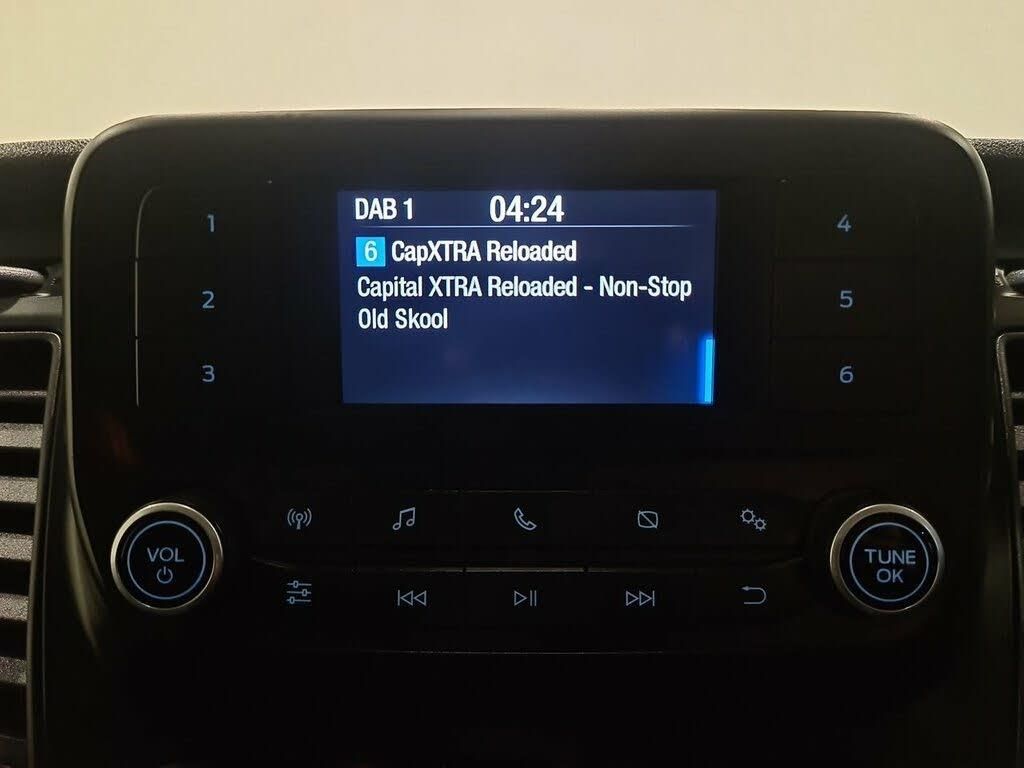 DAB 1 04:24
6 CapXTRA Reloaded
Capital XTRA Reloaded - Non-Stop
Old Skool
1
2
3
4
5
6
VOL
TUNE
OK